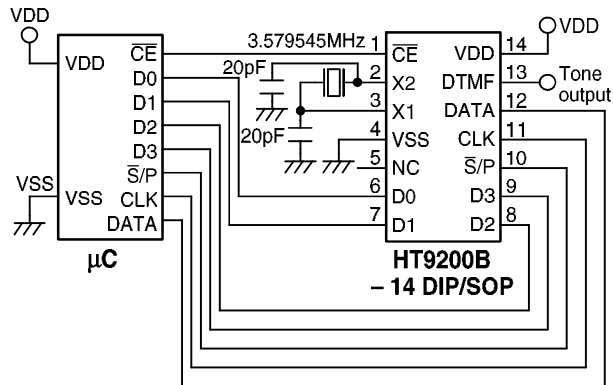 VDD
VDD
CE
D0
D1
D2
D3
S̅/P
CLK
DATA
VSS
VSS
µC
3.579545MHz
20pF
20pF
1
2
3
4
5
6
7
C̅E̅
X2
X1
VSS
NC
D0
D1
VDD
DTMF
DATA
CLK
S̅/P
D3
D2
14
13
12
11
10
9
8
VDD
Tone
output
HT9200B
– 14 DIP/SOP